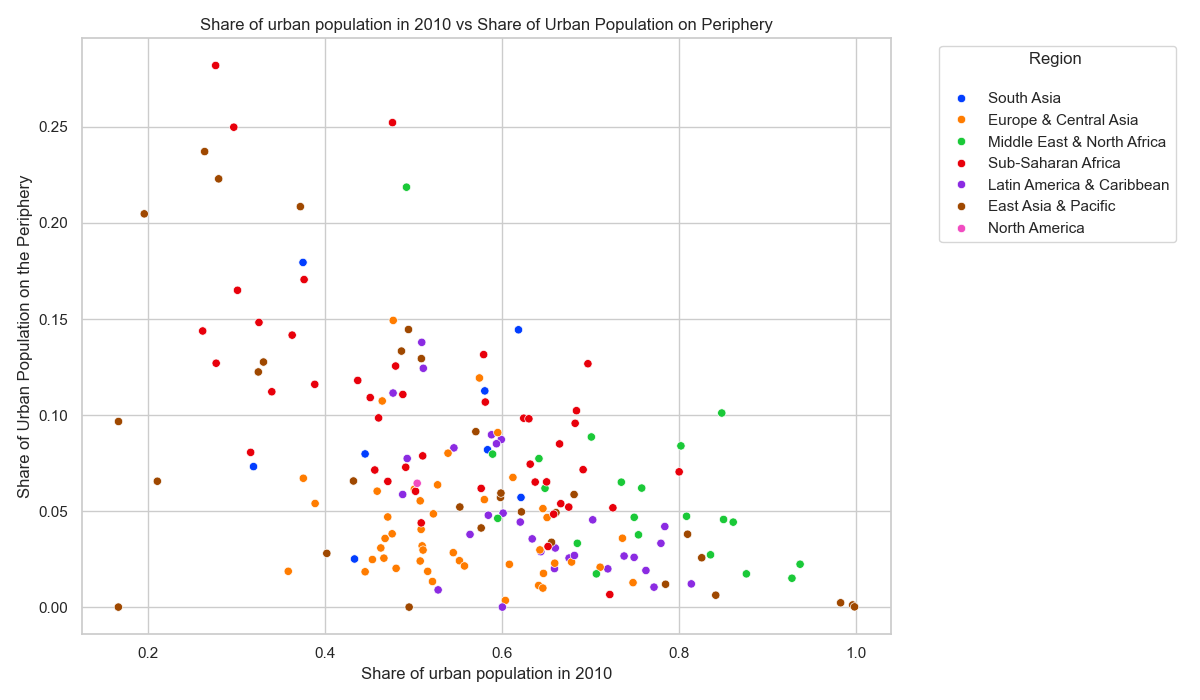 Share of urban population in 2010 vs Share of Urban Population on Periphery
Region
South Asia
Europe & Central Asia
Middle East & North Africa
Sub-Saharan Africa
Latin America & Caribbean
East Asia & Pacific
North America
Share of Urban Population on the Periphery
0.25
0.20
0.15
0.10
0.05
0.00
0.2
0.4
0.6
0.8
1.0
Share of urban population in 2010